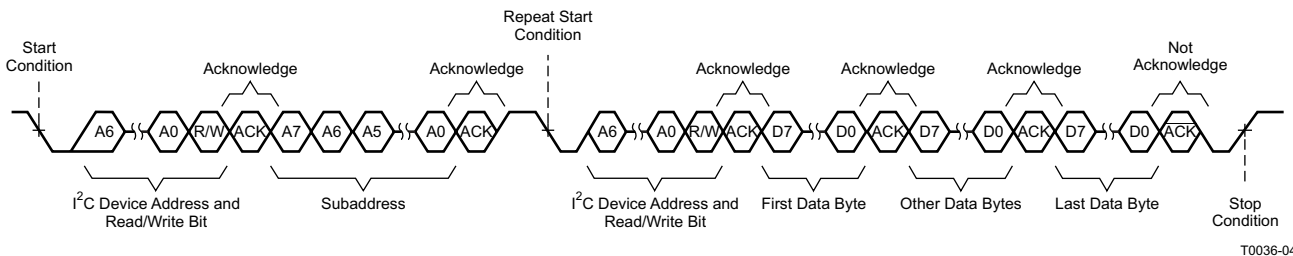 Repeat Start
Condition
Start
Condition
Not
Acknowledge
Acknowledge
Acknowledge
Acknowledge
Acknowledge
Acknowledge
A6
A0
R/W
ACK
A7
A6
A5
A0
ACK
A6
A0
R/W
ACK
D7
D0
ACK
D7
D0
ACK
D7
D0
ACK
I²C Device Address and
Read/Write Bit
Subaddress
I²C Device Address and
Read/Write Bit
First Data Byte
Other Data Bytes
Last Data Byte
Stop
Condition
T0036-04